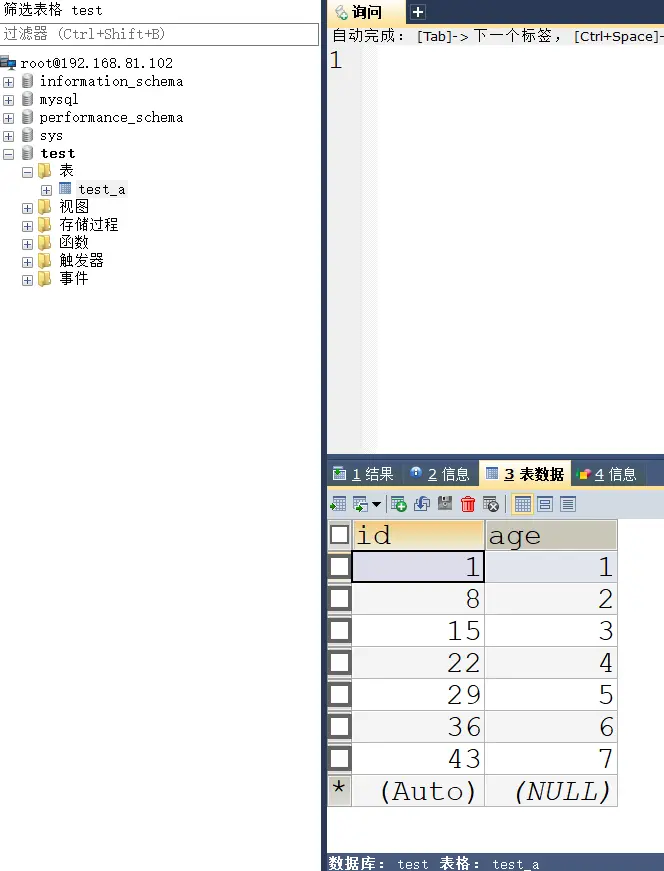 筛选表格 test
过滤器 (Ctrl+Shift+B)
root@192.168.81.102
information_schema
mysql
performance_schema
sys
test
表
test_a
视图
存储过程
函数
触发器
事件
询问
自动完成: [Tab]-> 下一个标签, [Ctrl+Space]-
1
1 结果 2 信息 3 表数据 4 信息
id age
1 1
8 2
15 3
22 4
29 5
36 6
43 7
* (Auto) (NULL)
数据库: test 表格: test_a